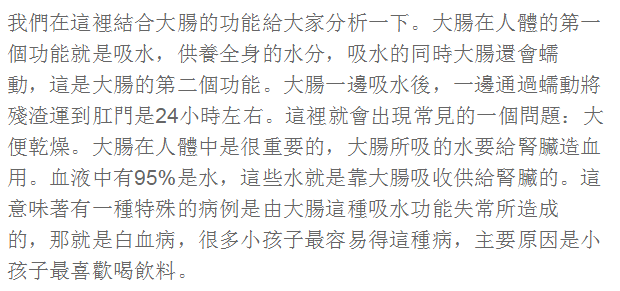 我們在這裡結合大腸的功能給大家分析一下。大腸在人體的第一
個功能就是吸水，供養全身的水分，吸水的同時大腸還會蠕
動，這是大腸的第二個功能。大腸一邊吸水後，一邊通過蠕動將
殘渣運到肛門是24小時左右。這裡就會出現常見的一個問題：大
便乾燥。大腸在人體中是很重要的，大腸所吸的水要給腎臟造血
用。血液中有95%是水，這些水就是靠大腸吸收供給腎臟的。這
意味著有一種特殊的病例是由大腸這種吸水功能失常所造成
的，那就是白血病，很多小孩子最容易得這種病，主要原因是小
孩子最喜歡喝飲料。